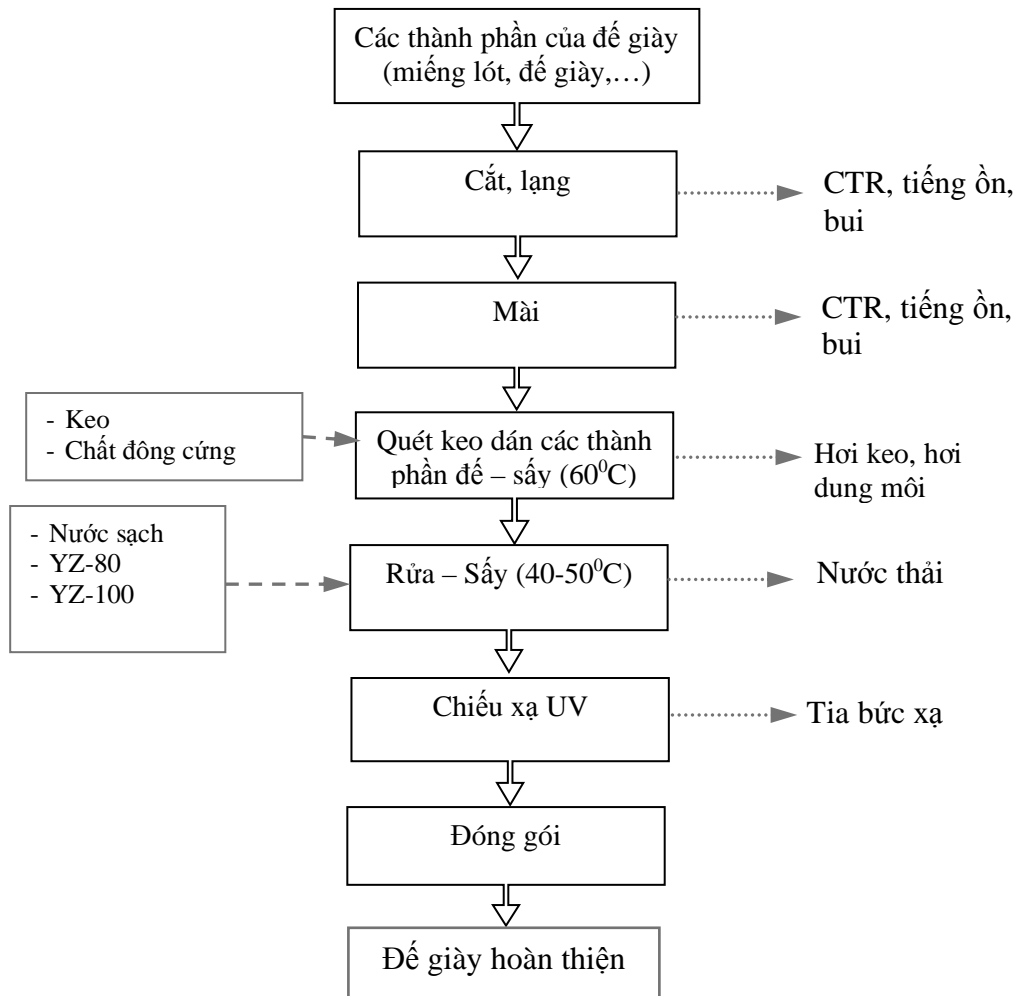 Các thành phần của đế giày
(miếng lót, đế giày,…)
Cắt, lạng
CTR, tiếng ồn,
bui
Mài
CTR, tiếng ồn,
bui
- Keo
- Chất đông cứng
Quét keo dán các thành
phần đế – sấy (60⁰C)
Hơi keo, hơi
dung môi
- Nước sạch
- YZ-80
- YZ-100
Rửa – Sấy (40-50⁰C)
Nước thải
Chiếu xạ UV
Tia bức xạ
Đóng gói
Đế giày hoàn thiện